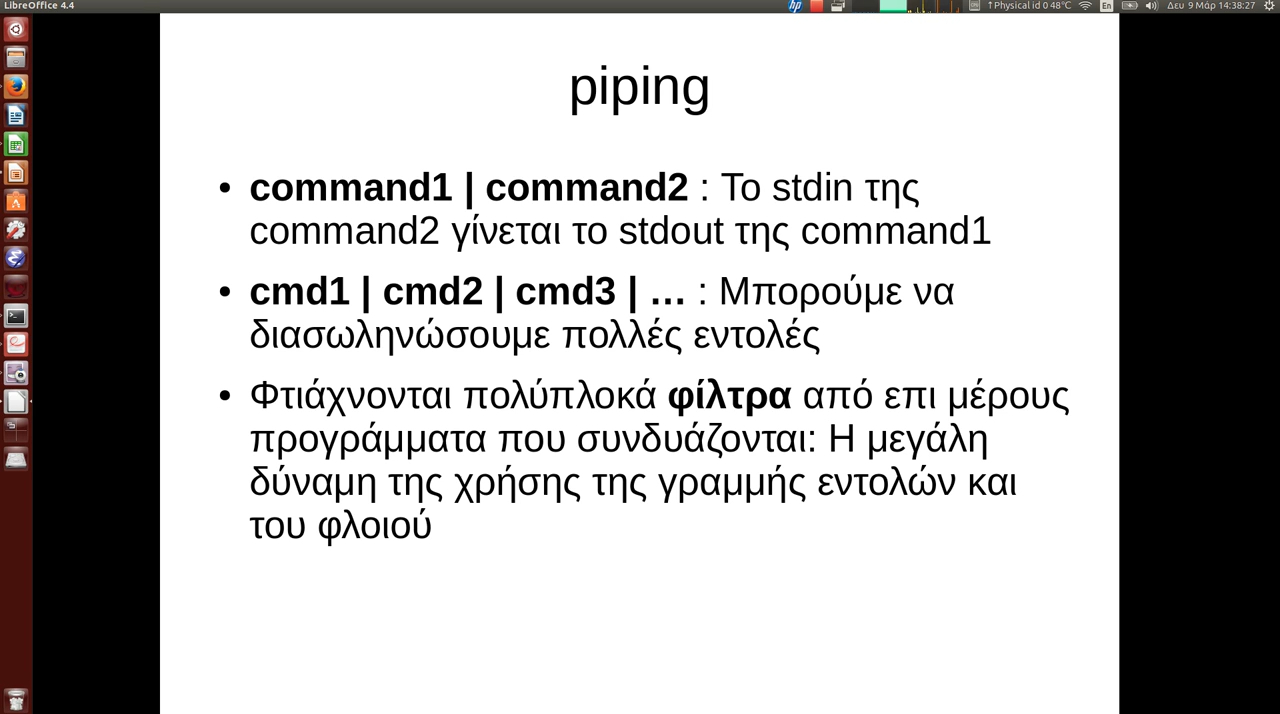 LibreOffice 4.4
hp
↑Physical id 0 48°C
En
Δευ 9 Μάρ 14:38:27
piping
• command1 | command2 : Το stdin της
command2 γίνεται το stdout της command1
• cmd1 | cmd2 | cmd3 | … : Μπορούμε να
διασωληνώσουμε πολλές εντολές
• Φτιάχνονται πολύπλοκά φίλτρα από επι μέρους
προγράμματα που συνδυάζονται: Η μεγάλη
δύναμη της χρήσης της γραμμής εντολών και
του φλοιού